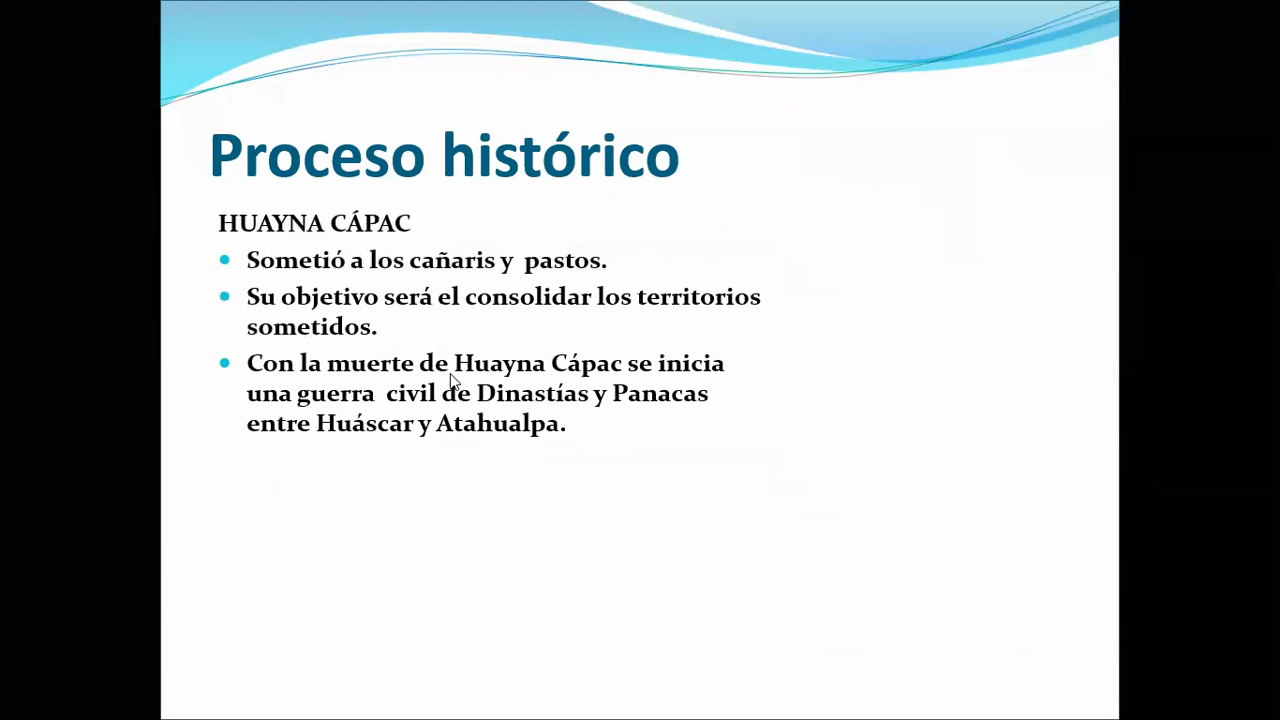 Proceso histórico
HUAYNA CÁPAC
• Sometió a los cañaris y pastos.
• Su objetivo será el consolidar los territorios
sometidos.
• Con la muerte de Huayna Cápac se inicia
una guerra civil de Dinastías y Panacas
entre Huáscar y Atahualpa.